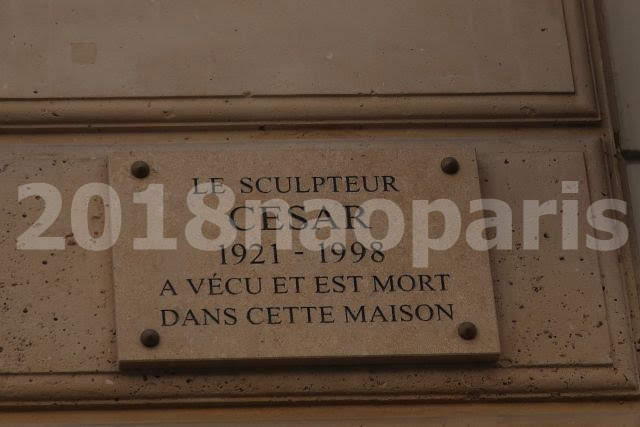 LE SCULPTEUR
CESAR
2018naoparis
1921 - 1998
A VÉCU ET EST MORT
DANS CETTE MAISON